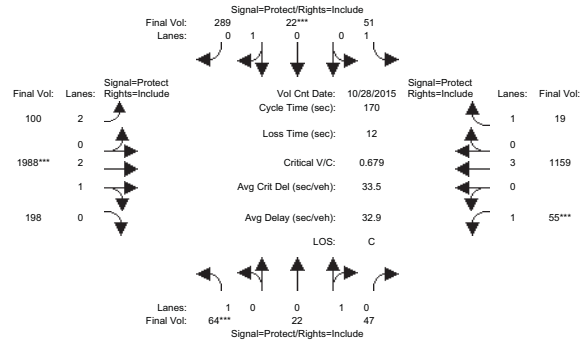 Signal=Protect/Rights=Include
Final Vol: 289 22*** 51
Lanes: 0 1 0 0 1
Signal=Protect
Final Vol: Lanes: Rights=Include
Vol Cnt Date: 10/28/2015
Signal=Protect
Rights=Include Lanes: Final Vol:
Cycle Time (sec): 170
100 2
1 19
Loss Time (sec): 12
0
0
1988*** 2
Critical V/C: 0.679
3 1159
1
Avg Crit Del (sec/veh): 33.5
0
198 0
Avg Delay (sec/veh): 32.9
1 55***
LOS: C
Lanes: 1 0 0 1 0
Final Vol: 64*** 22 47
Signal=Protect/Rights=Include